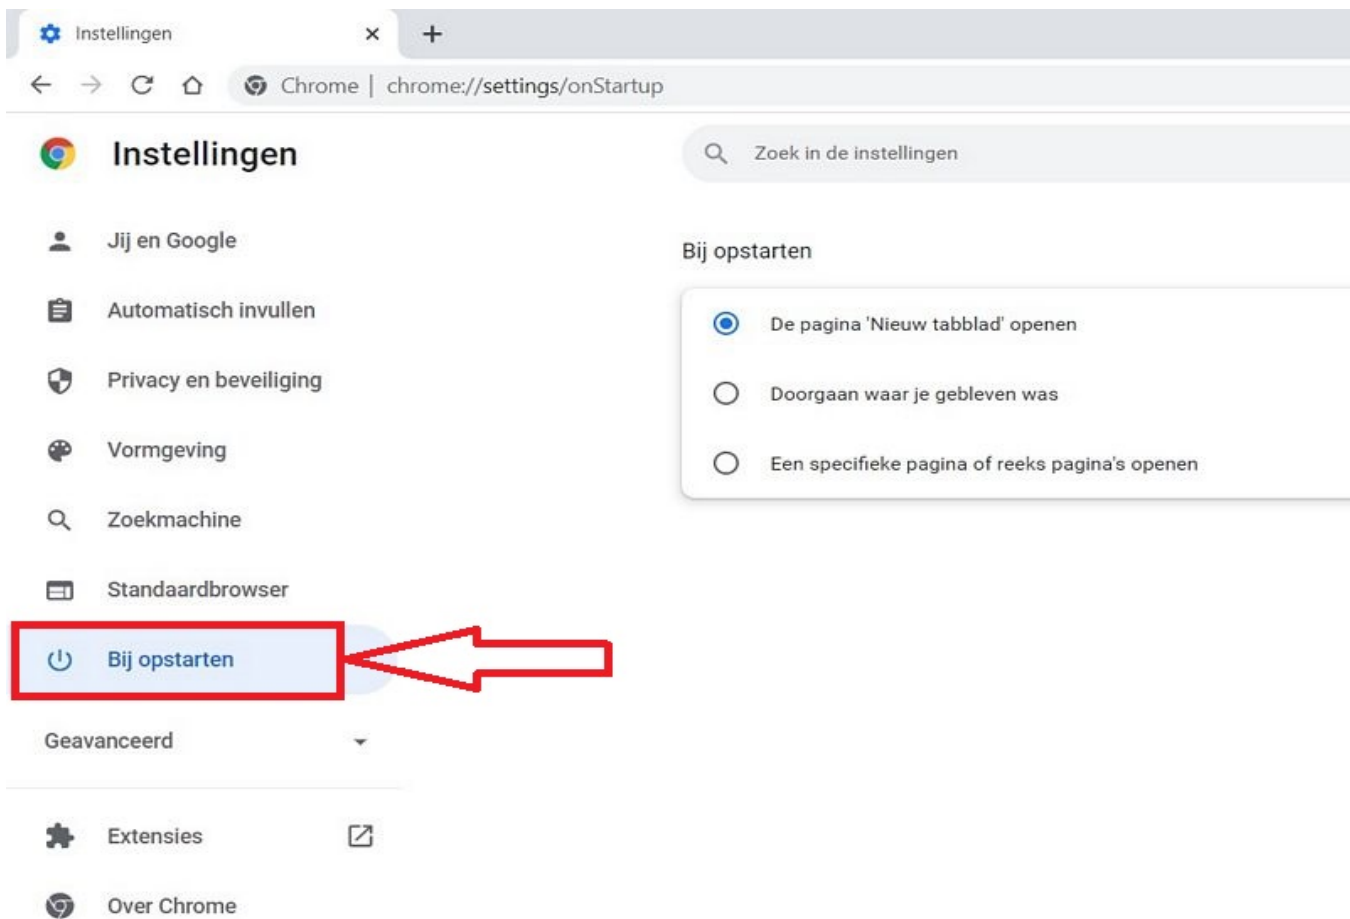 Instellingen
Chrome | chrome://settings/onStartup
Instellingen
Zoek in de instellingen
Jij en Google
Automatisch invullen
Privacy en beveiliging
Vormgeving
Zoekmachine
Standaardbrowser
Bij opstarten
Geavanceerd
Extensies
Over Chrome
Bij opstarten
De pagina 'Nieuw tabblad' openen
Doorgaan waar je gebleven was
Een specifieke pagina of reeks pagina's openen